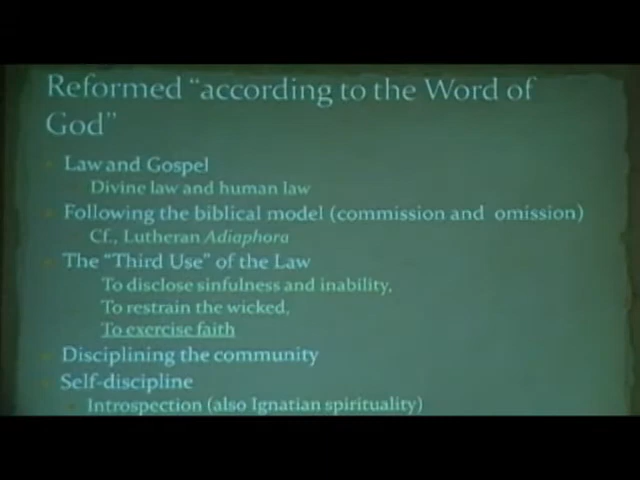 Reformed "according to the Word of
God"
Law and Gospel
Divine law and human law
Following the biblical model (commission and omission)
Cf., Lutheran Adiaphora
The "Third Use" of the Law
To disclose sinfulness and inability,
To restrain the wicked,
To exercise faith
Disciplining the community
Self-discipline
Introspection (also Ignatian spirituality)